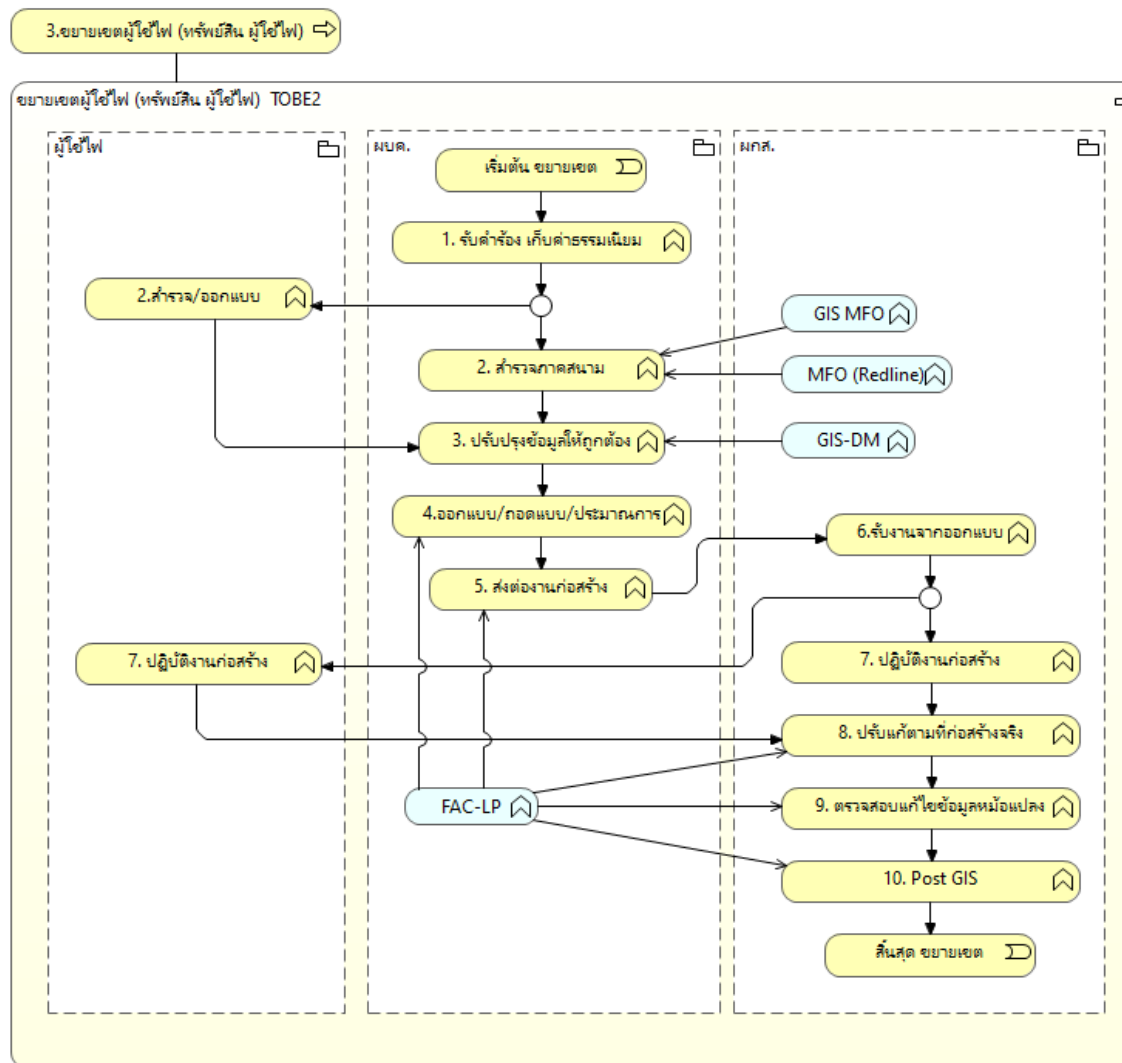 3.ขยายเขตผู้ใช้ไฟ (ทรัพย์สิน ผู้ใช้ไฟ)
ขยายเขตผู้ใช้ไฟ (ทรัพย์สิน ผู้ใช้ไฟ) TOBE2
ผู้ใช้ไฟ
ผบค.
ผกส.
เริ่มต้น ขยายเขต
1. รับคำร้อง เก็บค่าธรรมเนียม
2.สำรวจ/ออกแบบ
GIS MFO
2. สำรวจภาคสนาม
MFO (Redline)
3. ปรับปรุงข้อมูลให้ถูกต้อง
GIS-DM
4.ออกแบบ/ถอดแบบ/ประมาณการ
6.รับงานจากออกแบบ
5. ส่งต่องานก่อสร้าง
7. ปฏิบัติงานก่อสร้าง
7. ปฏิบัติงานก่อสร้าง
8. ปรับแก้ตามที่ก่อสร้างจริง
FAC-LP
9. ตรวจสอบแก้ไขข้อมูลหม้อแปลง
10. Post GIS
สิ้นสุด ขยายเขต